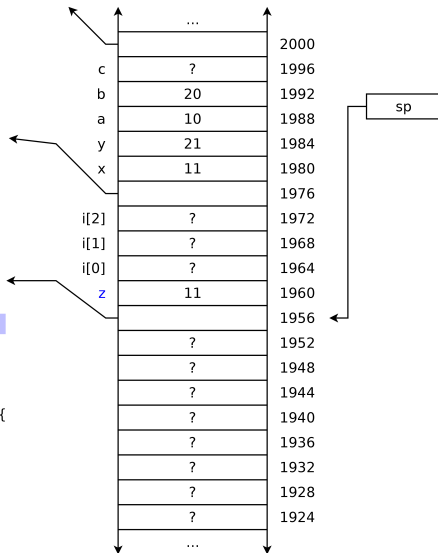 ...
2000
c ? 1996
b 20 1992
a 10 1988
sp
y 21 1984
x 11 1980
1976
i[2] ? 1972
i[1] ? 1968
i[0] ? 1964
z 11 1960
1956
? 1952
? 1948
? 1944
{ ? 1940
? 1936
? 1932
? 1928
? 1924
...